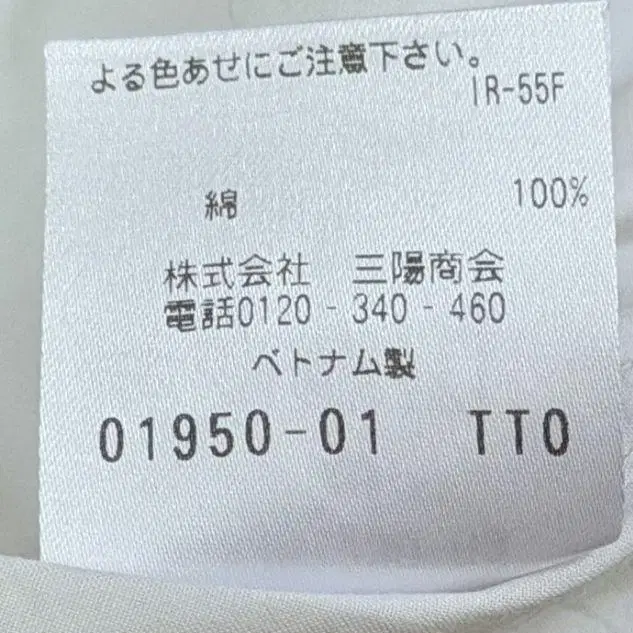 よる色あせにご注意下さい。
IR-55F
綿 100%
株式会社 三陽商会
電話0120-340-460
ベトナム製
01950-01 TTO